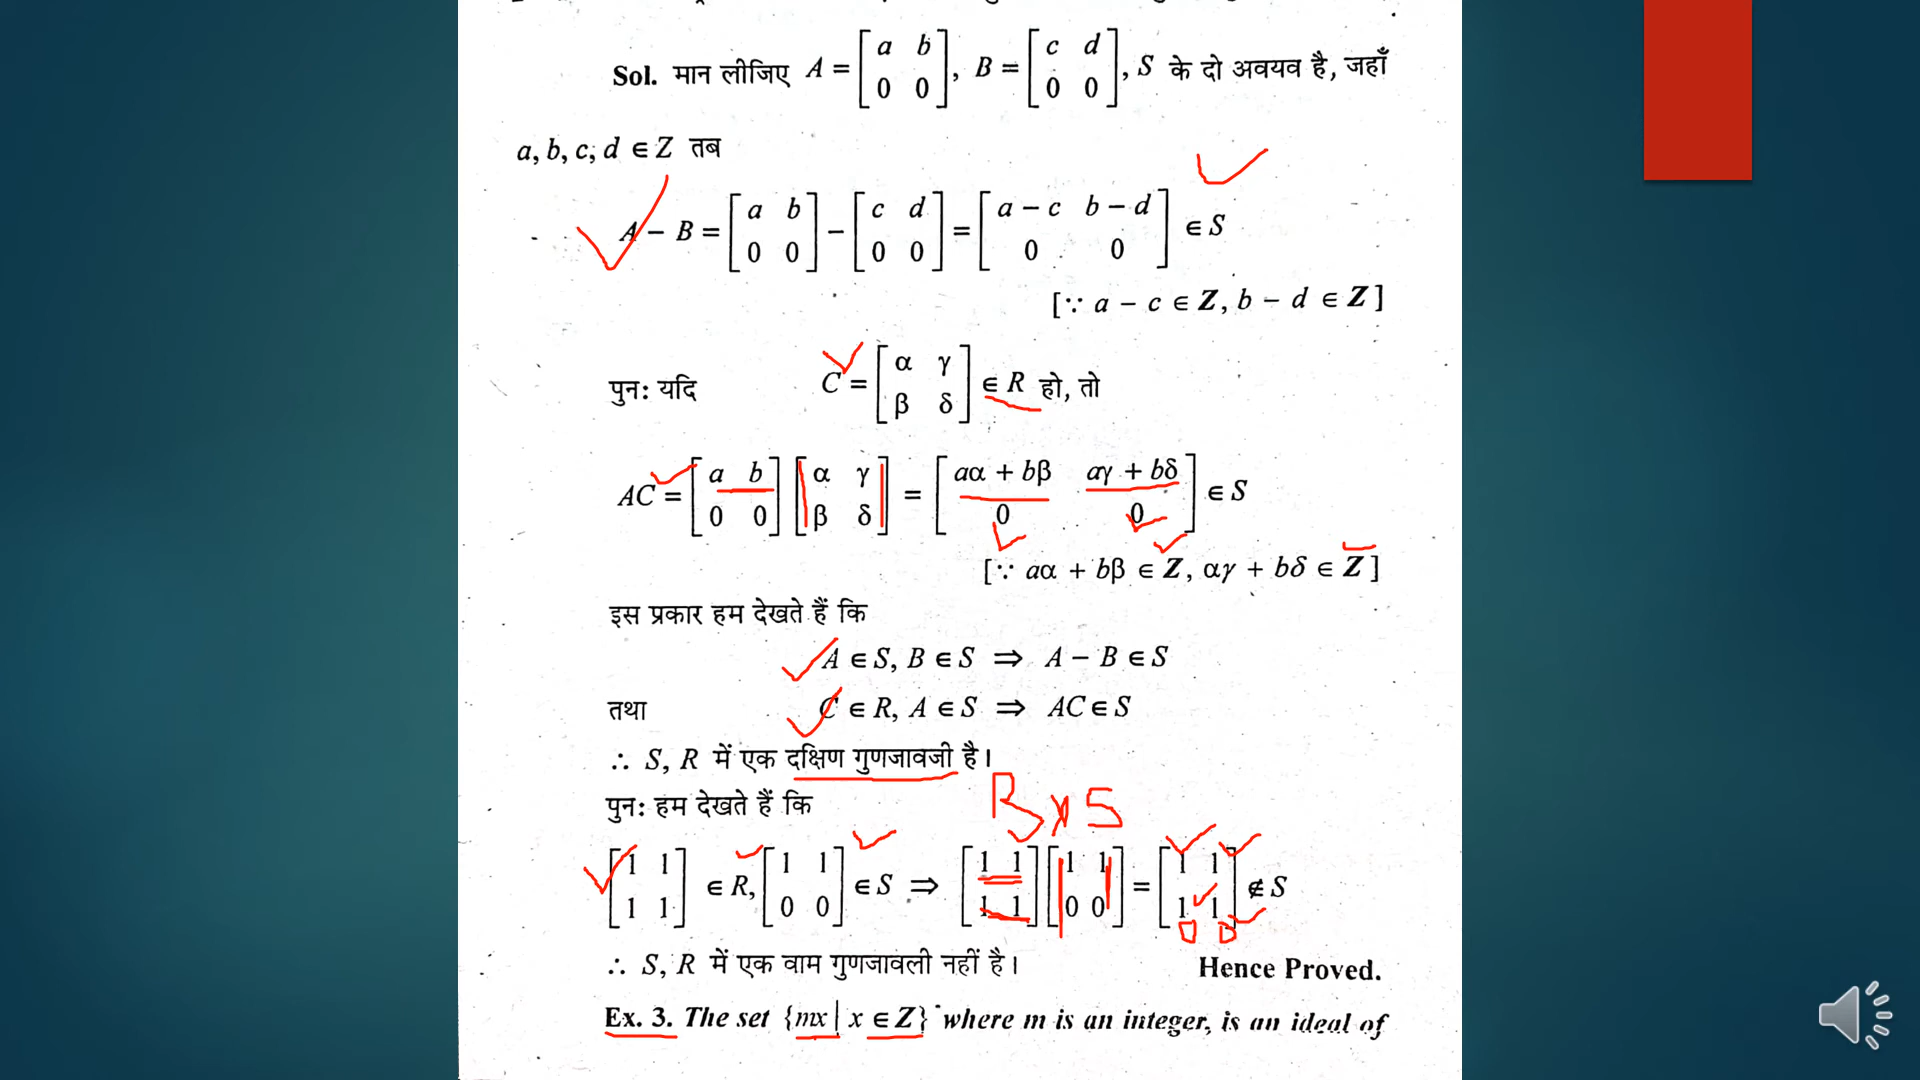 Sol. मान लीजिए A = [a b; 0 0], B = [c d; 0 0], S के दो अवयव है, जहाँ
a, b, c, d ∈ Z तब
A − B = [a b; 0 0] − [c d; 0 0] = [a − c b − d; 0 0] ∈ S
[∵ a − c ∈ Z, b − d ∈ Z]
पुनः यदि C = [α γ; β δ] ∈ R हो, तो
AC = [a b; 0 0] [α γ; β δ] = [aα + bβ aγ + bδ; 0 0] ∈ S
[∵ aα + bβ ∈ Z, αγ + bδ ∈ Z]
इस प्रकार हम देखते हैं कि
A ∈ S, B ∈ S ⇒ A − B ∈ S
तथा C ∈ R, A ∈ S ⇒ AC ∈ S
∴ S, R में एक दक्षिण गुणजावजी है।
पुनः हम देखते हैं कि
[1 1; 1 1] ∈ R, [1 1; 0 0] ∈ S ⇒ [1 1; 1 1] [1 1; 0 0] = [1 1; 1 1] ∉ S
∴ S, R में एक वाम गुणजावली नहीं है।
Hence Proved.
Ex. 3. The set {mx | x ∈ Z} where m is an integer, is an ideal of